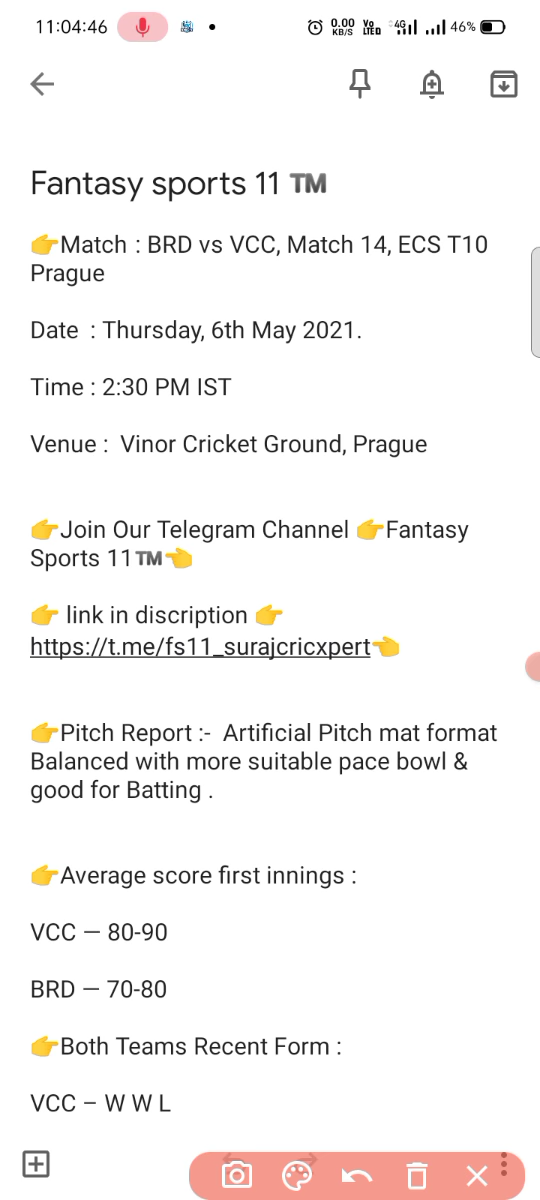 11:04:46 0.00 KB/S Vo LTED 4G 46%
Fantasy sports 11 ™️
👉Match : BRD vs VCC, Match 14, ECS T10
Prague
Date : Thursday, 6th May 2021.
Time : 2:30 PM IST
Venue : Vinor Cricket Ground, Prague
👉Join Our Telegram Channel 👉Fantasy
Sports 11™️👈
👉 link in discription 👉
https://t.me/fs11_surajcricxpert👈
👉Pitch Report :- Artificial Pitch mat format
Balanced with more suitable pace bowl &
good for Batting .
👉Average score first innings :
VCC — 80-90
BRD — 70-80
👉Both Teams Recent Form :
VCC – W W L